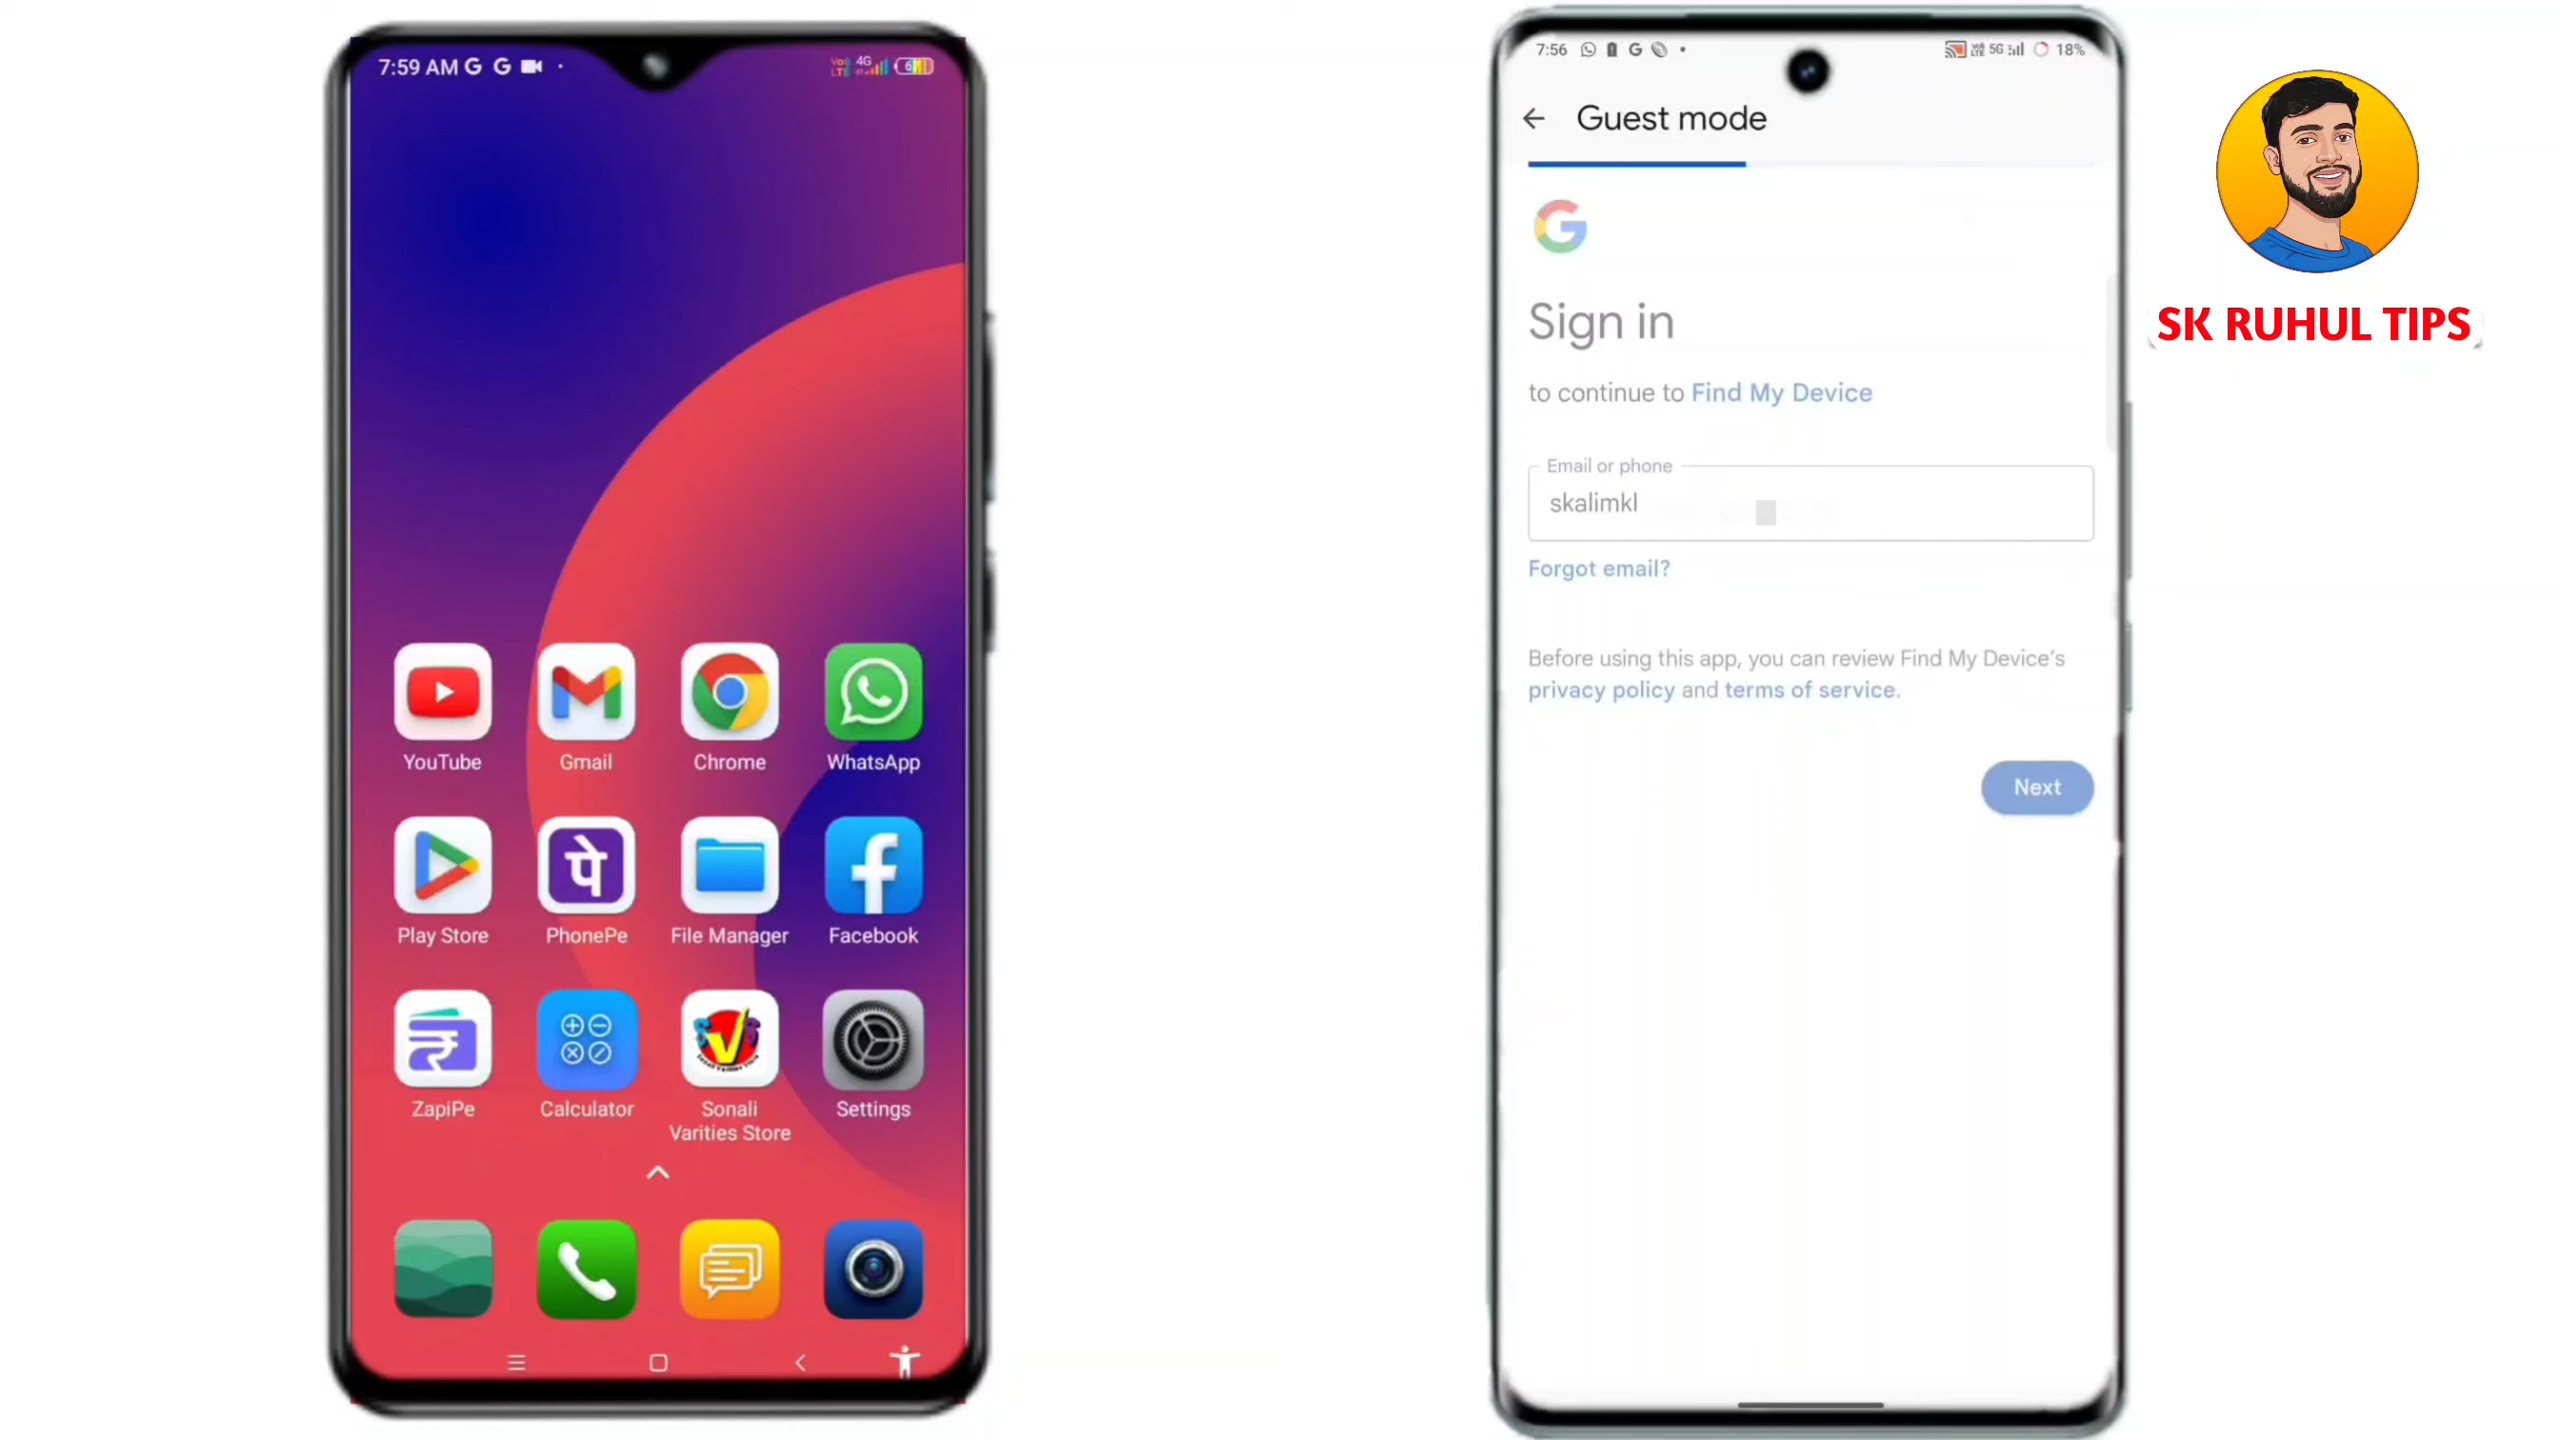 7:59 AM
4G
YouTube
Gmail
Chrome
WhatsApp
Play Store
पे
PhonePe
File Manager
Facebook
ZapiPe
Calculator
Sonali
Varities Store
Settings
7:56
5G
18%
Guest mode
Sign in
to continue to Find My Device
Email or phone
skalimkl
Forgot email?
Before using this app, you can review Find My Device's
privacy policy and terms of service.
Next
SK RUHUL TIPS